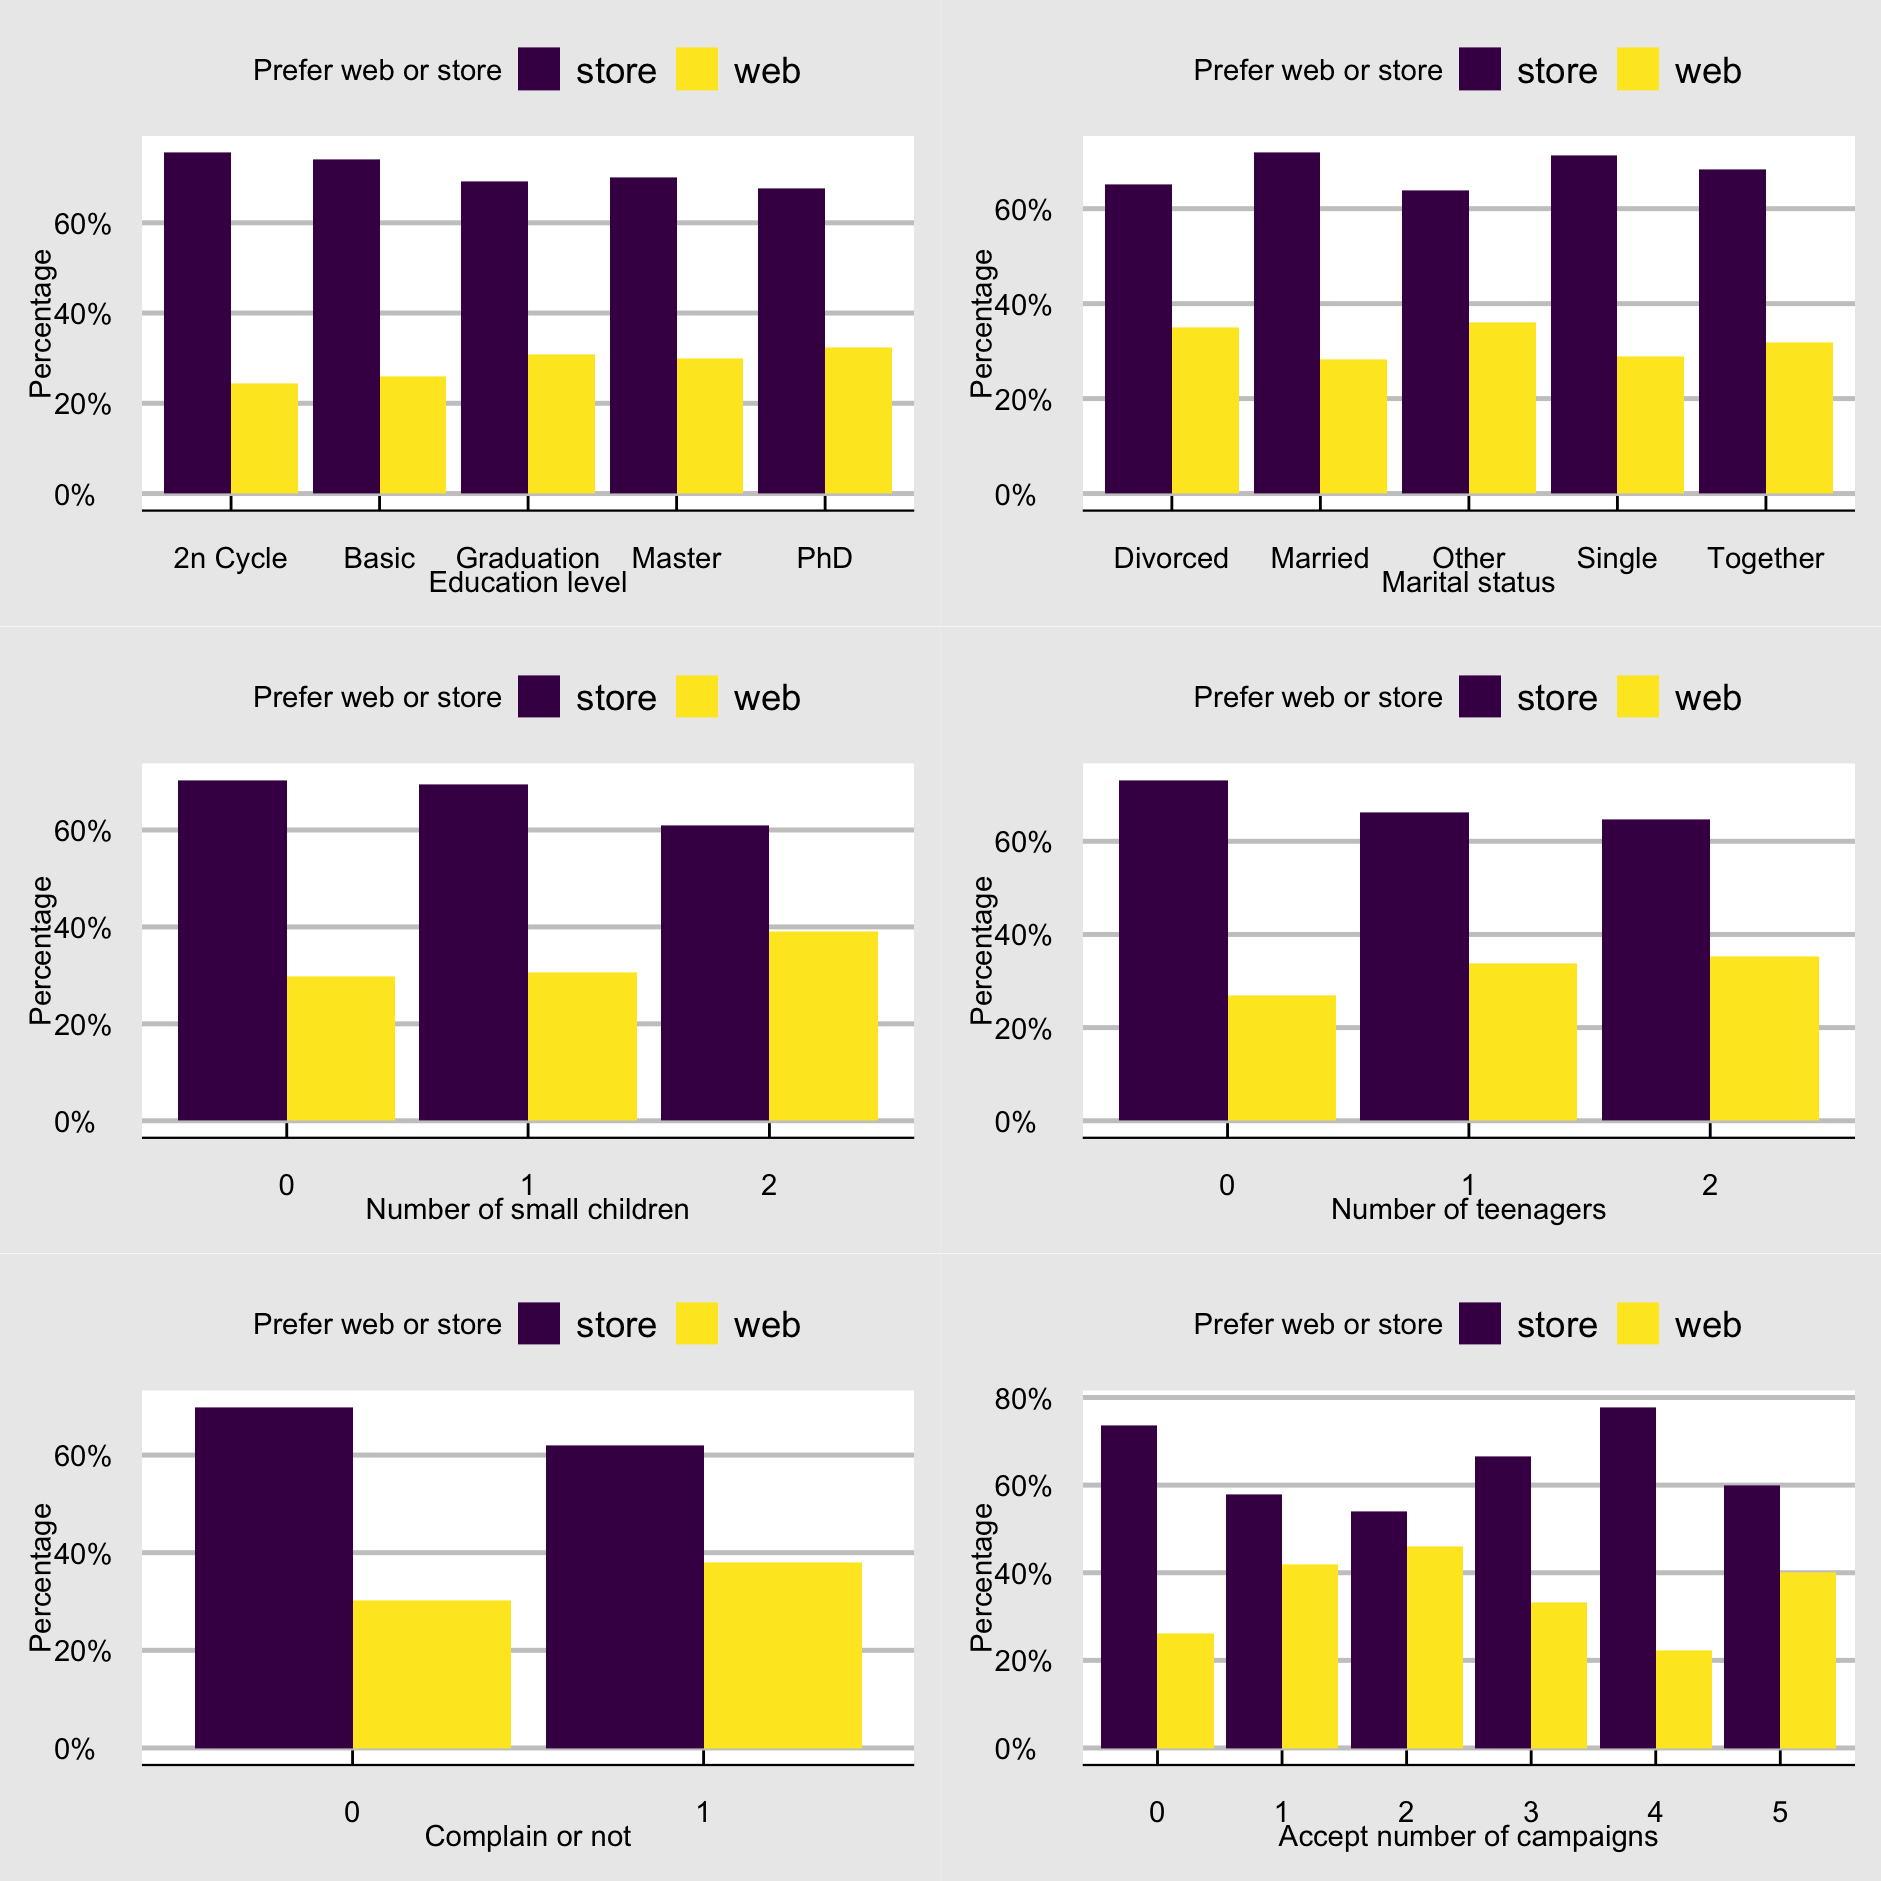 Prefer web or store store web
Percentage
60%
40%
20%
0%
2n Cycle Basic Graduation Master PhD
Education level
Prefer web or store store web
Percentage
60%
40%
20%
0%
Divorced Married Other Single Together
Marital status
Prefer web or store store web
Percentage
60%
40%
20%
0%
0 1 2
Number of small children
Prefer web or store store web
Percentage
60%
40%
20%
0%
0 1 2
Number of teenagers
Prefer web or store store web
Percentage
60%
40%
20%
0%
0 1
Complain or not
Prefer web or store store web
Percentage
80%
60%
40%
20%
0%
0 1 2 3 4 5
Accept number of campaigns